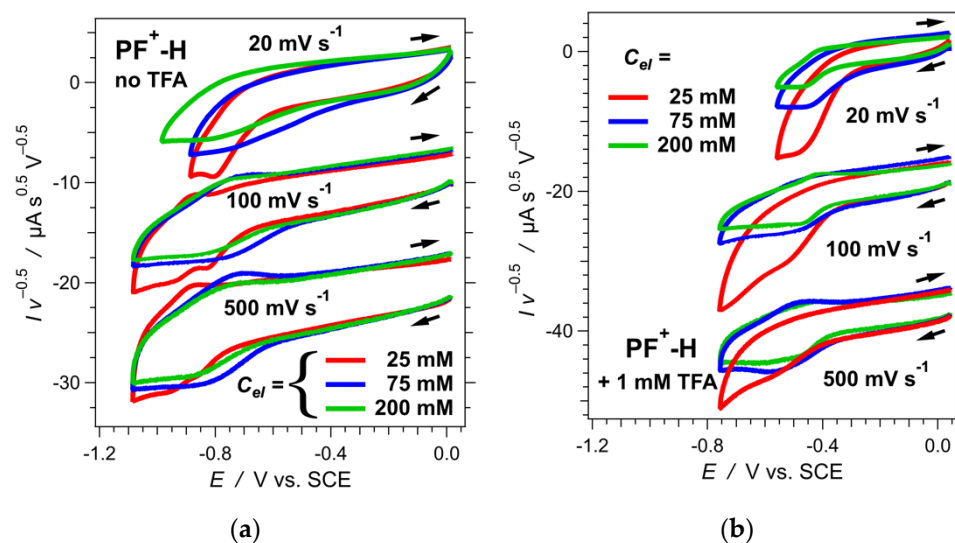 PF⁺-H
no TFA
20 mV s⁻¹
100 mV s⁻¹
500 mV s⁻¹
C_el =
25 mM
75 mM
200 mM
I v⁻⁰·⁵ / μA s⁰·⁵ V⁻⁰·⁵
0
-10
-20
-30
-1.2
-0.8
-0.4
0.0
E / V vs. SCE
(a)
C_el =
25 mM
75 mM
200 mM
20 mV s⁻¹
100 mV s⁻¹
500 mV s⁻¹
PF⁺-H
+ 1 mM TFA
I v⁻⁰·⁵ / μA s⁰·⁵ V⁻⁰·⁵
0
-20
-40
-1.2
-0.8
-0.4
0.0
E / V vs. SCE
(b)